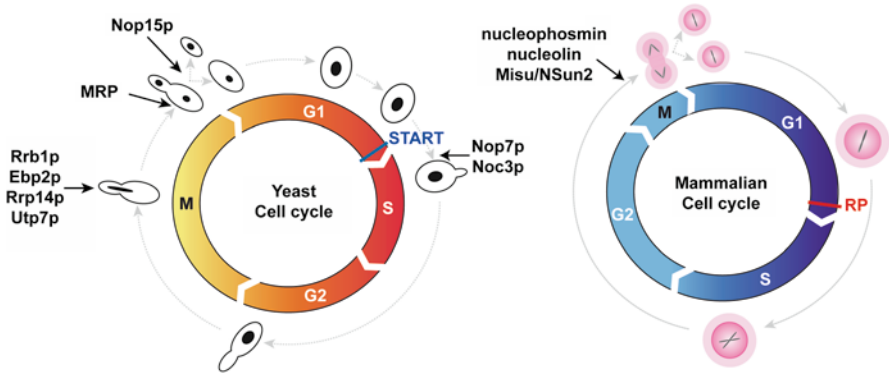 Nop15p
MRP
Rrb1p
Ebp2p
Rrp14p
Utp7p
G1
START
Nop7p
Noc3p
M
Yeast
Cell cycle
S
G2
nucleophosmin
nucleolin
Misu/NSun2
M
G1
Mammalian
Cell cycle
G2
RP
S